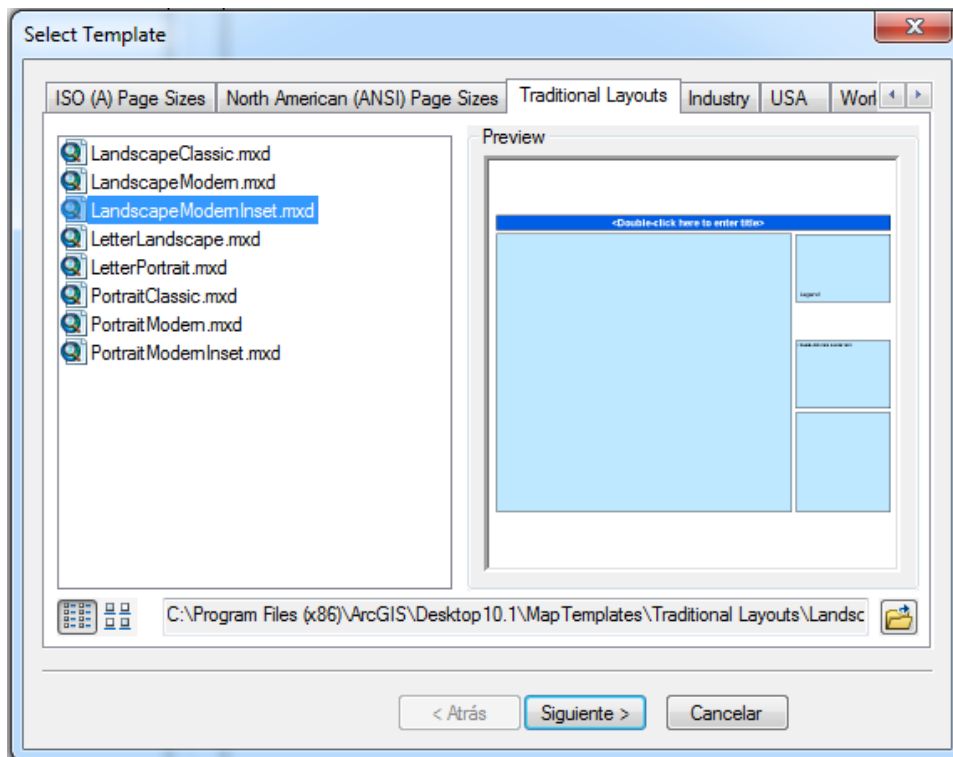 Select Template
ISO (A) Page Sizes North American (ANSI) Page Sizes Traditional Layouts Industry USA Worl
LandscapeClassic.mxd
LandscapeModern.mxd
LandscapeModernInset.mxd
LetterLandscape.mxd
LetterPortrait.mxd
PortraitClassic.mxd
PortraitModern.mxd
PortraitModernInset.mxd
Preview
<Double-click here to enter title>
Legend
C:\Program Files (x86)\ArcGIS\Desktop10.1\MapTemplates\Traditional Layouts\Landsc
< Atrás Siguiente > Cancelar